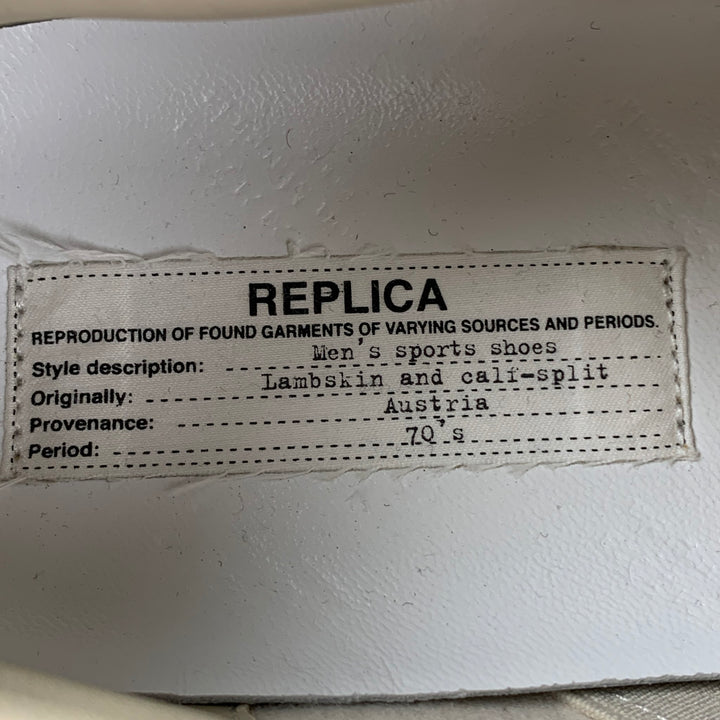 REPLICA
REPRODUCTION OF FOUND GARMENTS OF VARYING SOURCES AND PERIODS.
Style description: Men's sports shoes
Originally: Lambskin and calf-split
Provenance: Austria
Period: 70's